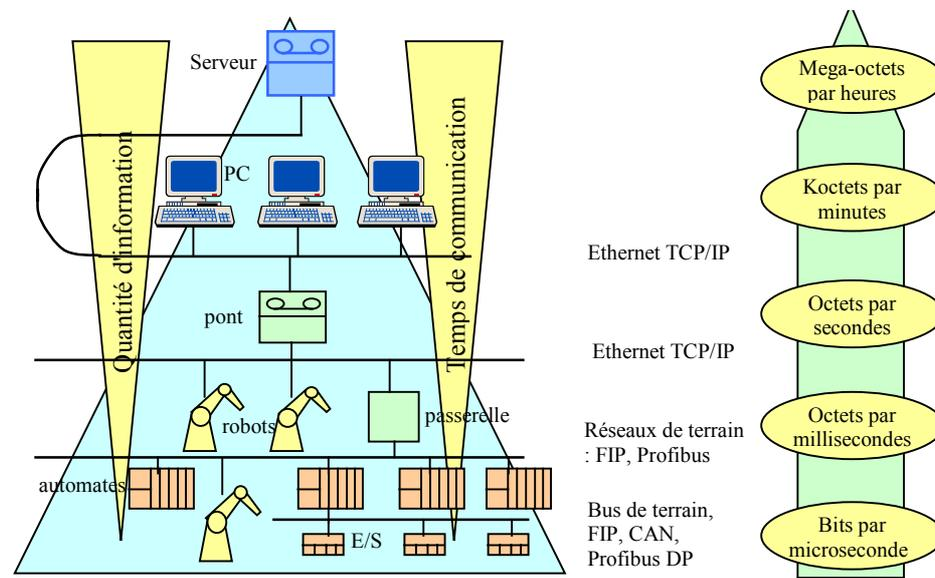 Serveur
Quantité d'information
Temps de communication
PC
pont
robots
passerelle
automates
E/S
Ethernet TCP/IP
Ethernet TCP/IP
Réseaux de terrain
: FIP, Profibus
Bus de terrain,
FIP, CAN,
Profibus DP
Mega-octets
par heures
Koctets par
minutes
Octets par
secondes
Octets par
millisecondes
Bits par
microseconde